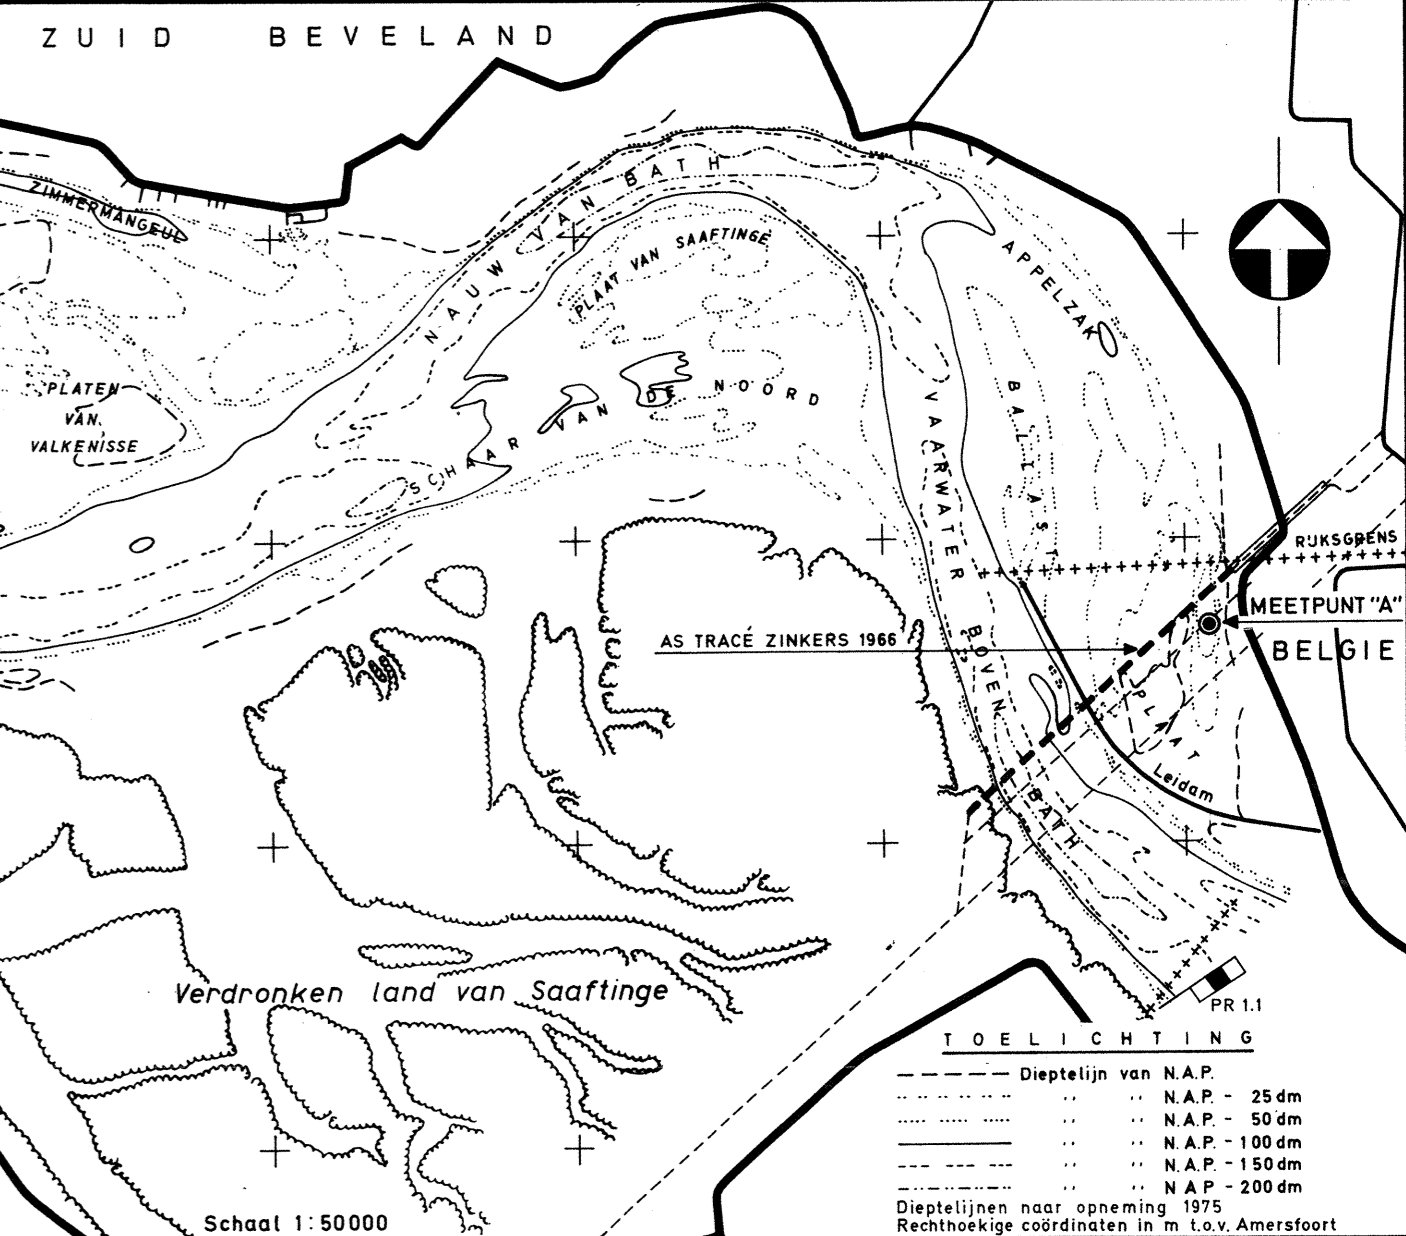 ZUID BEVELAND
ZIMMERMANGEUL
NAUW VAN BATH
PLAAT VAN SAAFTINGE
APPELZAK
PLATEN
VAN
VALKENISSE
SCHAAR VAN DE NOORD
BALLAST
VAARWATER BOVEN BATH
RIJKSGRENS
MEETPUNT "A"
AS TRACÉ ZINKERS 1966
BELGIE
PLAAT
Leidam
Verdronken land van Saaftinge
PR 1.1
TOELICHTING
Dieptelijn van N.A.P.
,, ,, N.A.P. - 25 dm
,, ,, N.A.P. - 50 dm
,, ,, N.A.P. - 100 dm
,, ,, N.A.P. - 150 dm
,, ,, N A P - 200 dm
Dieptelijnen naar opneming 1975
Rechthoekige coördinaten in m t.o.v. Amersfoort
Schaal 1:50000